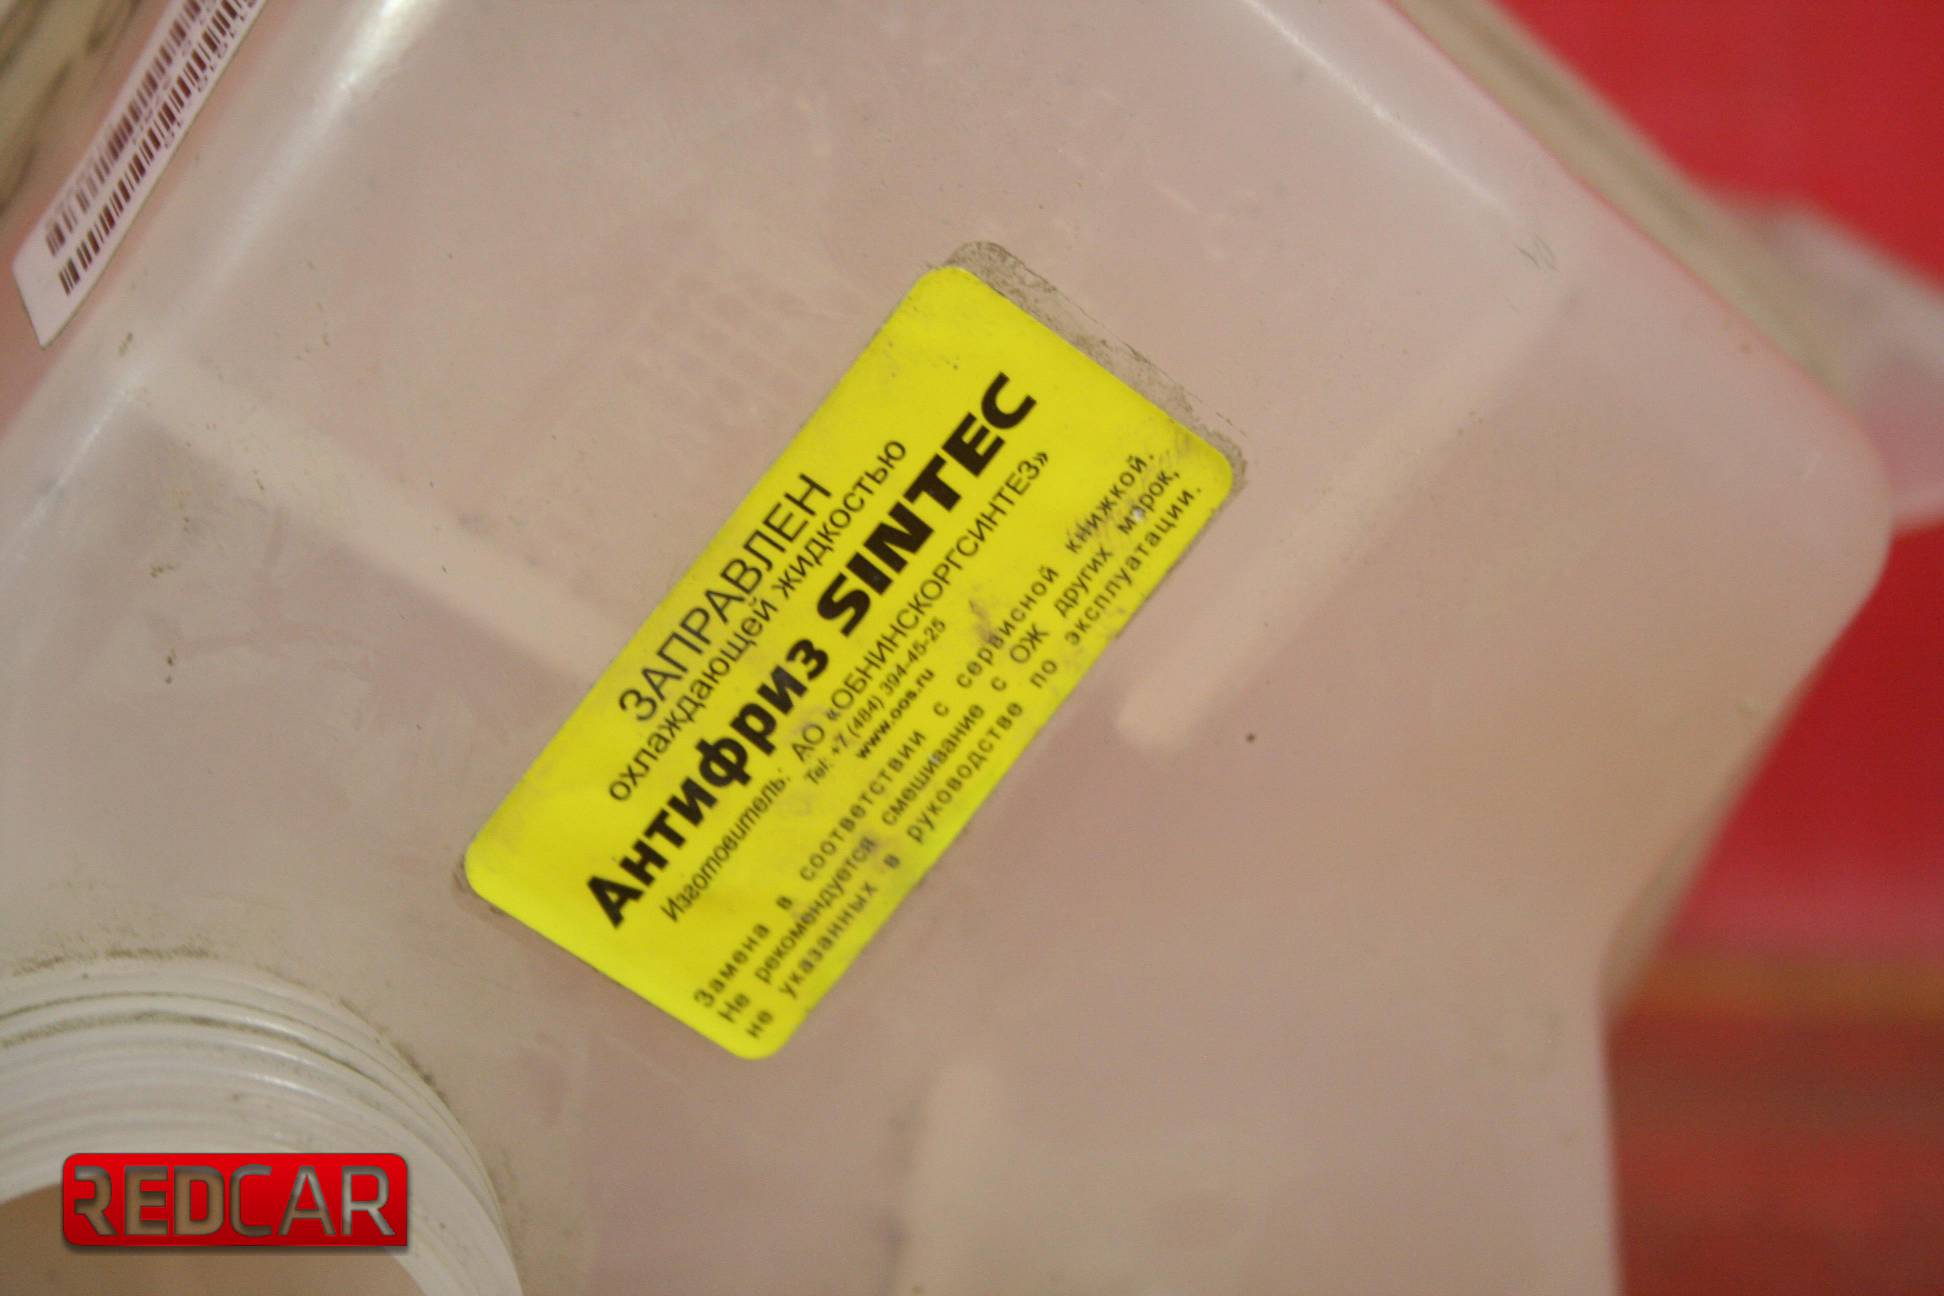 ЗАПРАВЛЕН
охлаждающей жидкостью
Антифриз SINTEC
Изготовитель: АО «ОБНИНСКОРГСИНТЕЗ»
Tel: +7 (484) 394-45-25
www.oos.ru
Замена в соответствии с сервисной книжкой.
Не рекомендуется смешивание с ОЖ других марок,
не указанных в руководстве по эксплуатации.
REDCAR